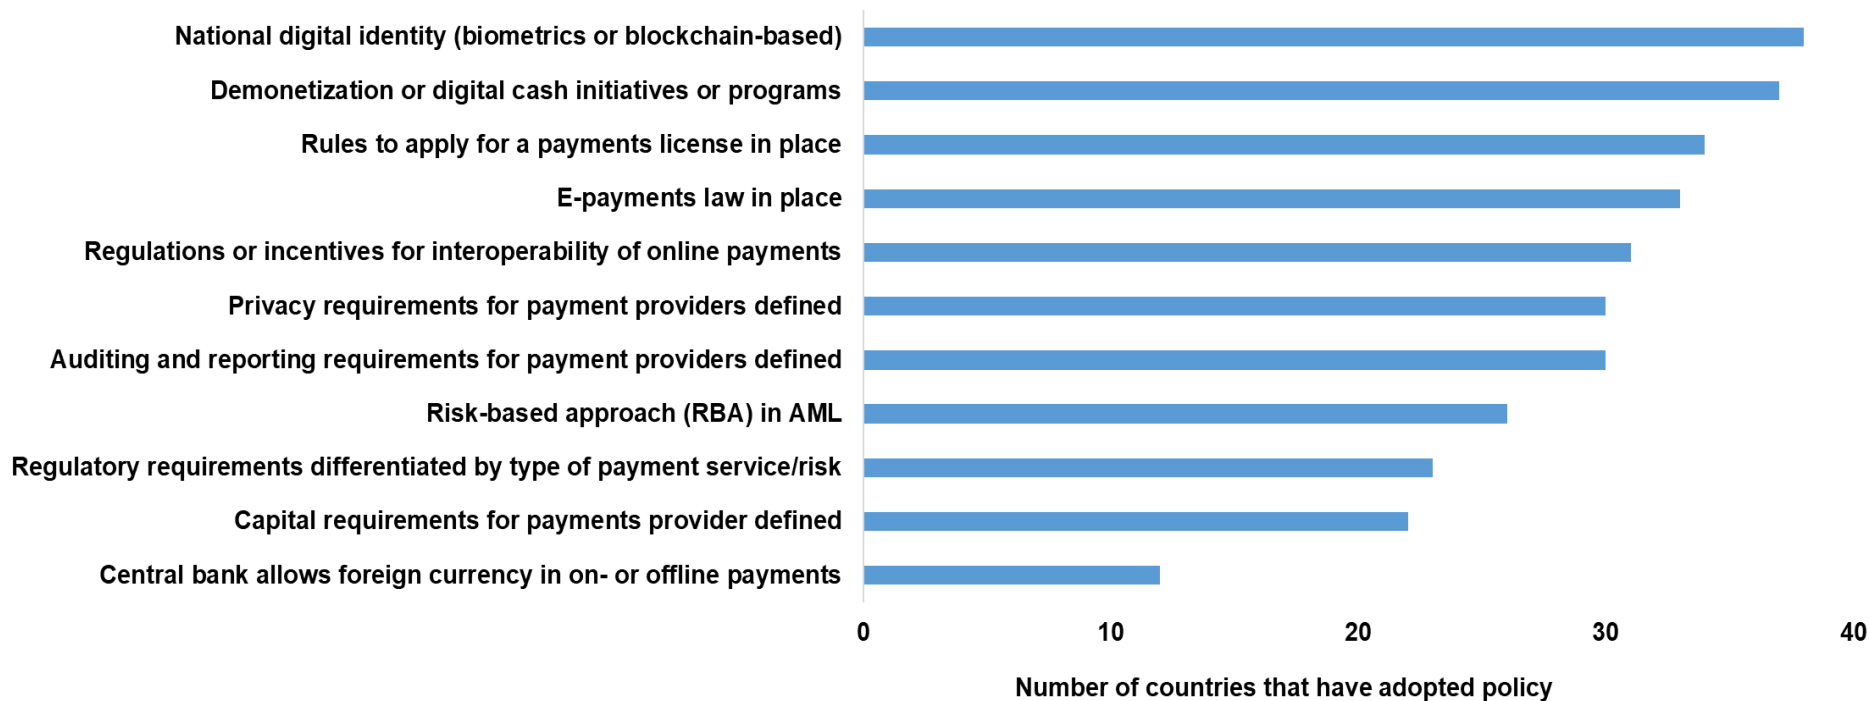 National digital identity (biometrics or blockchain-based)
Demonetization or digital cash initiatives or programs
Rules to apply for a payments license in place
E-payments law in place
Regulations or incentives for interoperability of online payments
Privacy requirements for payment providers defined
Auditing and reporting requirements for payment providers defined
Risk-based approach (RBA) in AML
Regulatory requirements differentiated by type of payment service/risk
Capital requirements for payments provider defined
Central bank allows foreign currency in on- or offline payments
0 10 20 30 40
Number of countries that have adopted policy